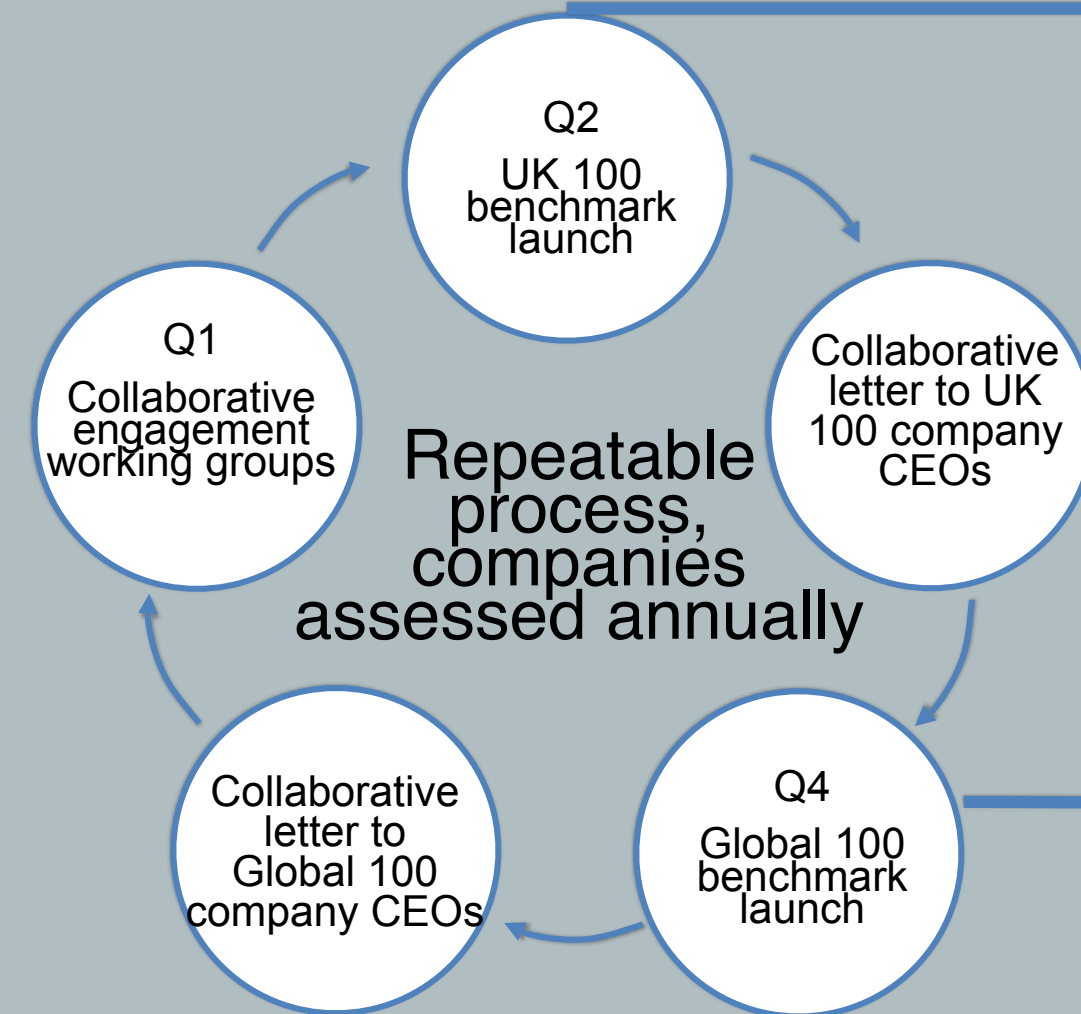 Q2
UK 100
benchmark
launch
Collaborative
letter to UK
100 company
CEOs
Q4
Global 100
benchmark
launch
Collaborative
letter to
Global 100
company CEOs
Q1
Collaborative
engagement
working groups
Repeatable
process,
companies
assessed annually